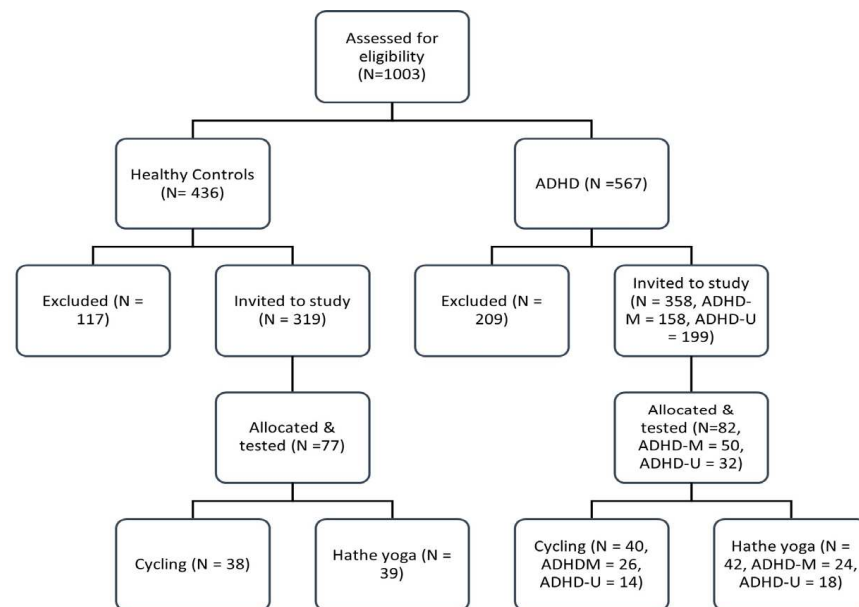 Assessed for
eligibility
(N=1003)
Healthy Controls
(N= 436)
ADHD (N =567)
Excluded (N =
117)
Invited to study
(N = 319)
Excluded (N =
209)
Invited to study
(N = 358, ADHD-
M = 158, ADHD-U
= 199)
Allocated &
tested (N =77)
Allocated &
tested (N=82,
ADHD-M = 50,
ADHD-U = 32)
Cycling (N = 38)
Hathe yoga (N =
39)
Cycling (N = 40,
ADHDM = 26,
ADHD-U = 14)
Hathe yoga (N =
42, ADHD-M = 24,
ADHD-U = 18)